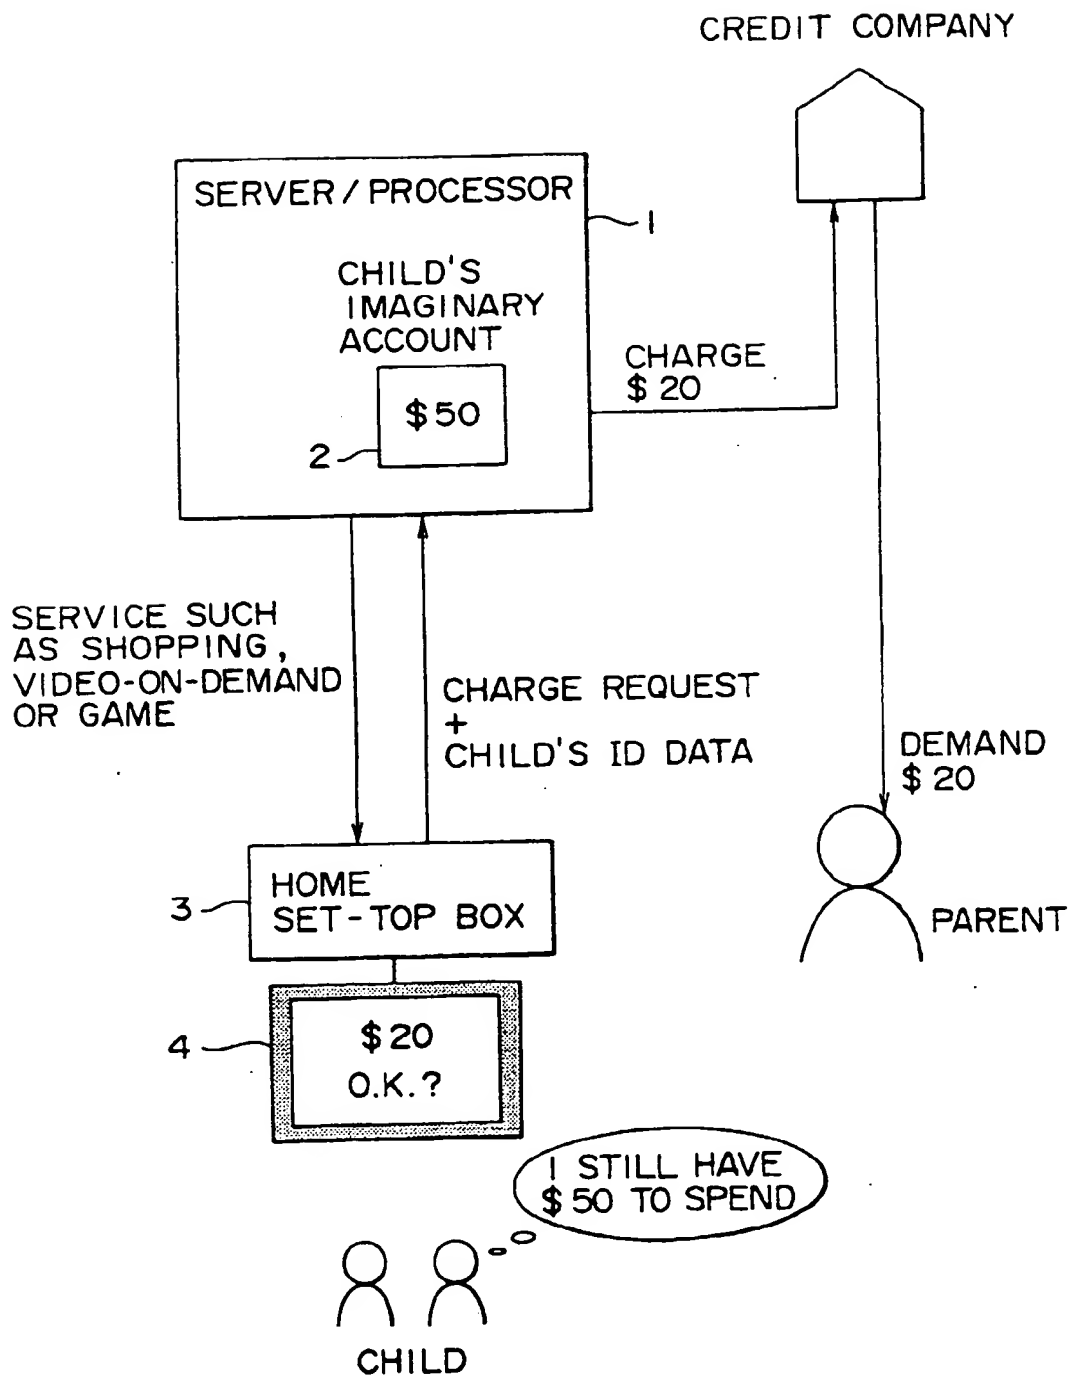 CREDIT COMPANY
SERVER/PROCESSOR
1
CHILD'S
IMAGINARY
ACCOUNT
$50
2
CHARGE
$20
SERVICE SUCH
AS SHOPPING,
VIDEO-ON-DEMAND
OR GAME
CHARGE REQUEST
+
CHILD'S ID DATA
DEMAND
$20
HOME
SET-TOP BOX
3
PARENT
$20
O.K.?
4
I STILL HAVE
$50 TO SPEND
CHILD